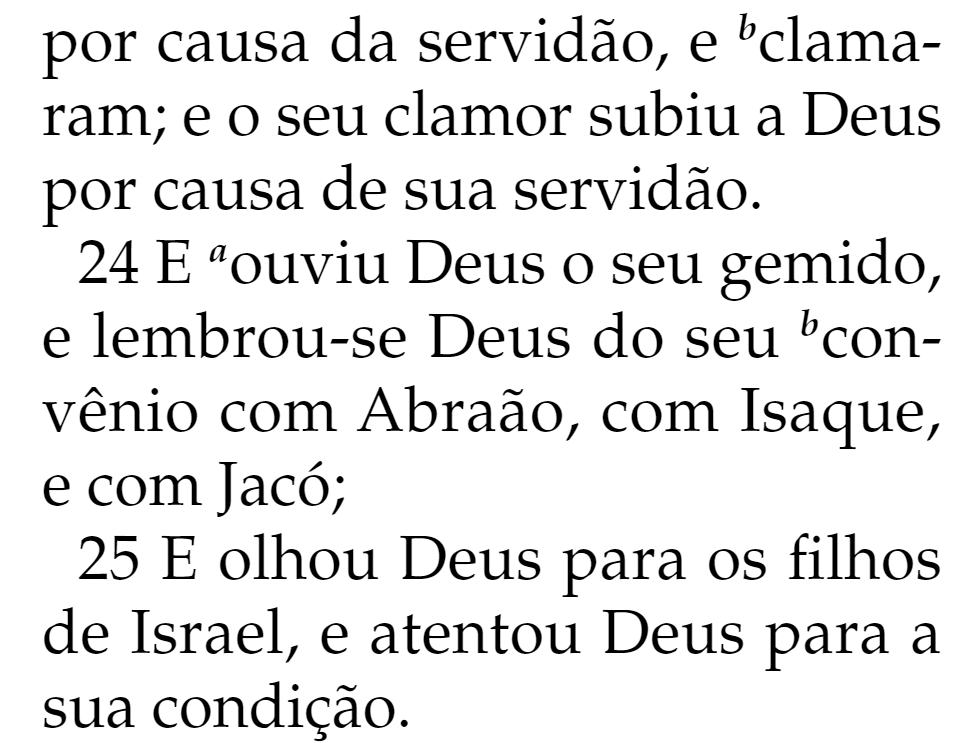 por causa da servidão, e bclama-
ram; e o seu clamor subiu a Deus
por causa de sua servidão.
24 E aouviu Deus o seu gemido,
e lembrou-se Deus do seu bcon-
vênio com Abraão, com Isaque,
e com Jacó;
25 E olhou Deus para os filhos
de Israel, e atentou Deus para a
sua condição.